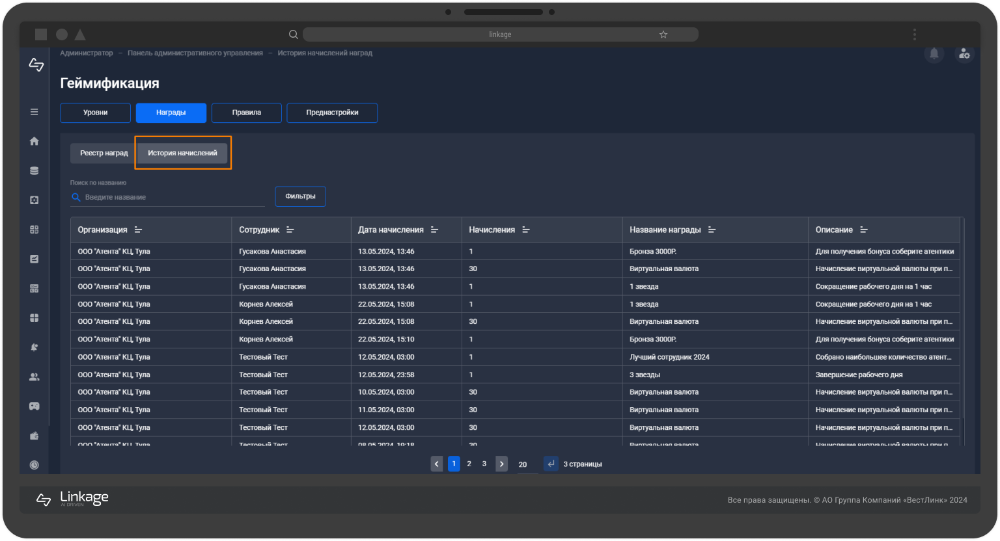 linkage
Администратор – Панель административного управления – История начислений наград
Геймификация
Уровни Награды Правила Преднастройки
Реестр наград История начислений
Поиск по названию
Введите название Фильтры
Организация Сотрудник Дата начисления Начисления Название награды Описание
ООО "Атента" КЦ, Тула Гусакова Анастасия 13.05.2024, 13:46 1 Бронза 3000Р. Для получения бонуса соберите атентики
ООО "Атента" КЦ, Тула Гусакова Анастасия 13.05.2024, 13:46 30 Виртуальная валюта Начисление виртуальной валюты при п...
ООО "Атента" КЦ, Тула Гусакова Анастасия 13.05.2024, 13:46 1 1 звезда Сокращение рабочего дня на 1 час
ООО "Атента" КЦ, Тула Корнев Алексей 22.05.2024, 15:08 1 1 звезда Сокращение рабочего дня на 1 час
ООО "Атента" КЦ, Тула Корнев Алексей 22.05.2024, 15:08 30 Виртуальная валюта Начисление виртуальной валюты при п...
ООО "Атента" КЦ, Тула Корнев Алексей 22.05.2024, 15:10 1 Бронза 3000Р. Для получения бонуса соберите атентики
ООО "Атента" КЦ, Тула Тестовый Тест 12.05.2024, 03:00 1 Лучший сотрудник 2024 Собрано наибольшее количество атент...
ООО "Атента" КЦ, Тула Тестовый Тест 12.05.2024, 23:58 1 3 звезды Завершение рабочего дня
ООО "Атента" КЦ, Тула Тестовый Тест 10.05.2024, 03:00 30 Виртуальная валюта Начисление виртуальной валюты при п...
ООО "Атента" КЦ, Тула Тестовый Тест 11.05.2024, 03:00 30 Виртуальная валюта Начисление виртуальной валюты при п...
ООО "Атента" КЦ, Тула Тестовый Тест 12.05.2024, 03:00 30 Виртуальная валюта Начисление виртуальной валюты при п...
ООО "Атента" КЦ, Тула Тестовый Тест 08.05.2024, 19:18 30 Виртуальная валюта Начисление виртуальной валюты при п...
1 2 3 20 3 страницы
Linkage
AI DRIVEN
Все права защищены. © АО Группа Компаний «ВестЛинк» 2024